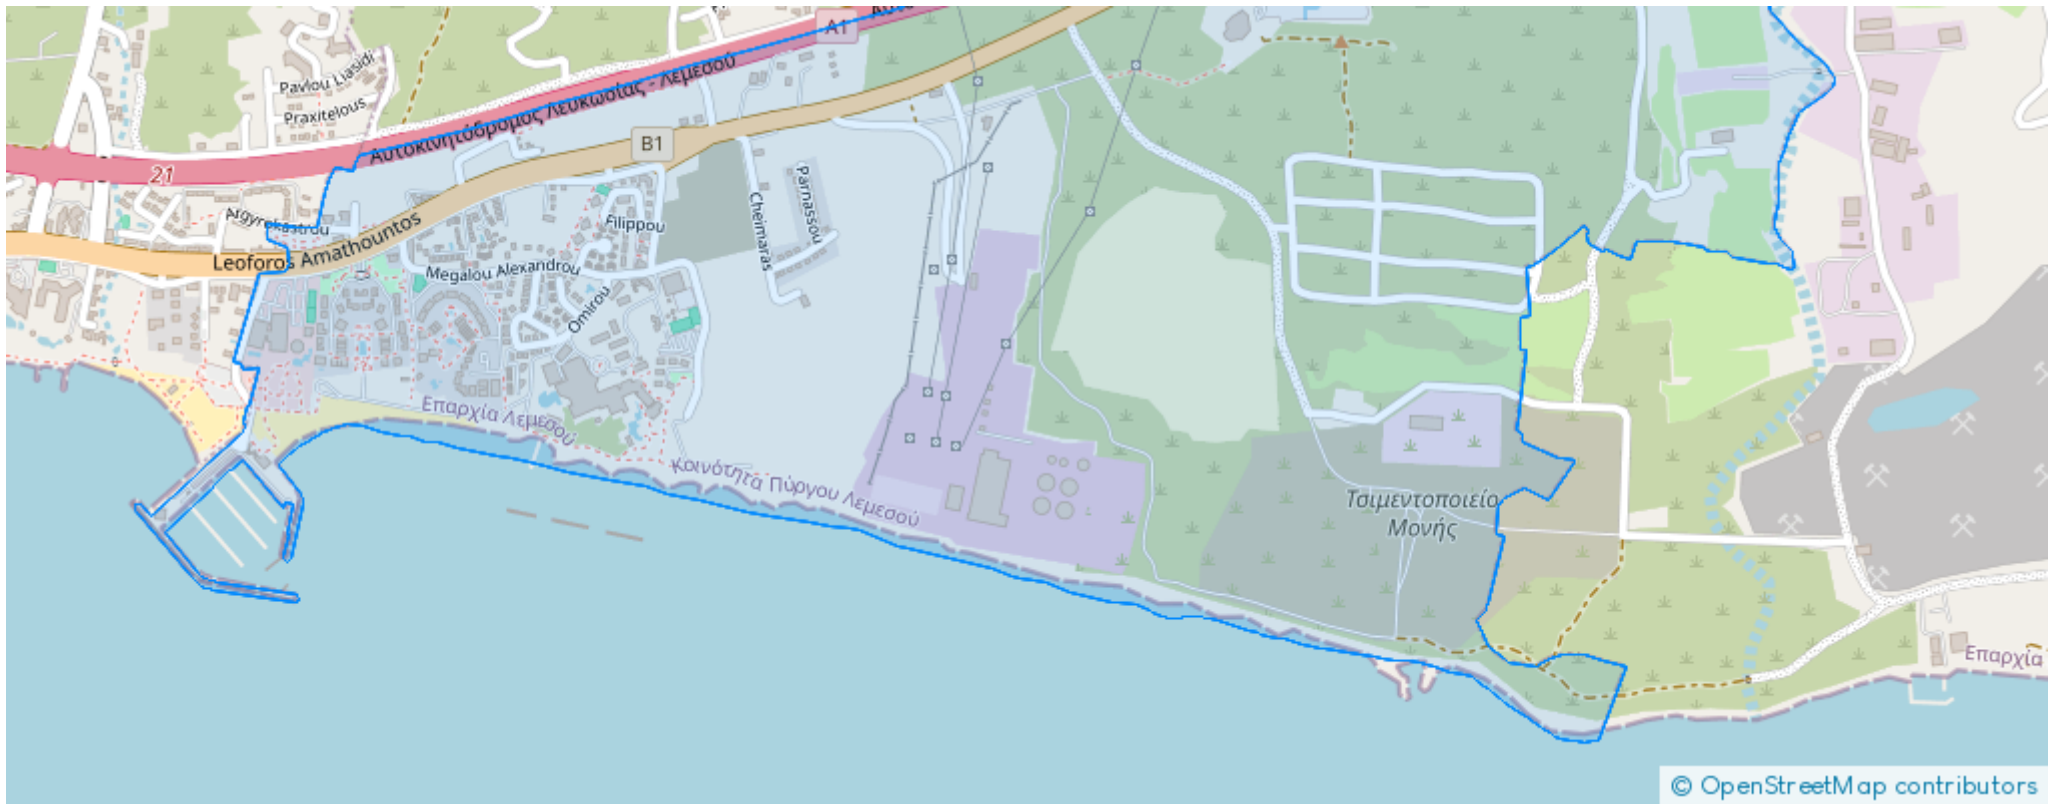 A1
Αυτο
Pavlou Liasidi
Praxitelous
Αυτοκινητόδρομος Λευκωσίας - Λεμεσού
B1
21
Argyrokastrou
Leoforos Amathountos
Filippou
Cheimaras
Parnassou
Megalou Alexandrou
Omirou
Επαρχία Λεμεσού
Κοινότητα Πύργου Λεμεσού
Τσιμεντοποιείο
Μονής
Επαρχία
© OpenStreetMap contributors